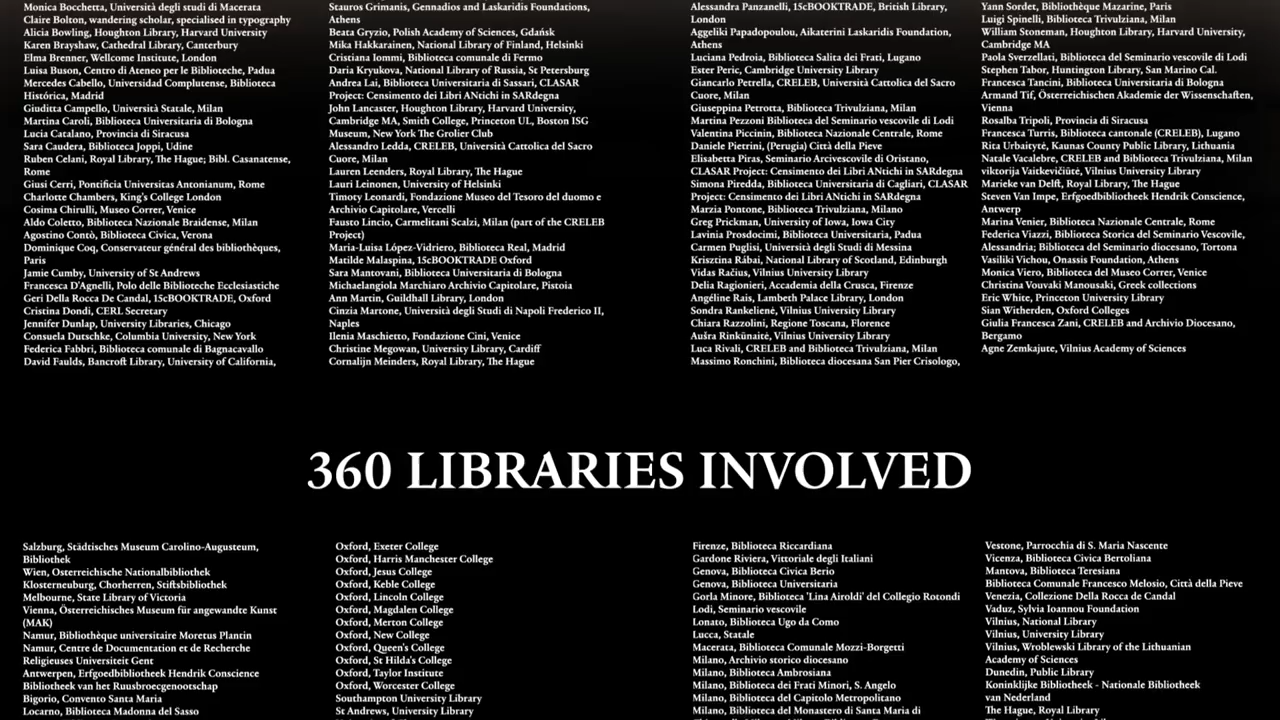 Monica Bocchetta, Università degli studi di Macerata
Claire Bolton, wandering scholar, specialised in typography
Alicia Bowling, Houghton Library, Harvard University
Karen Brayshaw, Cathedral Library, Canterbury
Elma Brenner, Wellcome Institute, London
Luisa Buson, Centro di Ateneo per le Biblioteche, Padua
Mercedes Cabello, Universidad Complutense, Biblioteca
Histórica, Madrid
Giuditta Campello, Università Statale, Milan
Martina Caroli, Biblioteca Universitaria di Bologna
Lucia Catalano, Provincia di Siracusa
Sara Caudera, Biblioteca Joppi, Udine
Ruben Celani, Royal Library, The Hague; Bibl. Casanatense,
Rome
Giusi Cerri, Pontificia Universitas Antonianum, Rome
Charlotte Chambers, King's College London
Cosima Chirulli, Museo Correr, Venice
Aldo Coletto, Biblioteca Nazionale Braidense, Milan
Agostino Contò, Biblioteca Civica, Verona
Dominique Coq, Conservateur général des bibliothèques,
Paris
Jamie Cumby, University of St Andrews
Francesca D'Agnelli, Polo delle Biblioteche Ecclesiastiche
Geri Della Rocca De Candal, 15cBOOKTRADE, Oxford
Cristina Dondi, CERL Secretary
Jennifer Dunlap, University Libraries, Chicago
Consuela Dutschke, Columbia University, New York
Federica Fabbri, Biblioteca comunale di Bagnacavallo
David Faulds, Bancroft Library, University of California,
Stauros Grimanis, Gennadios and Laskaridis Foundations,
Athens
Beata Gryzio, Polish Academy of Sciences, Gdańsk
Mika Hakkarainen, National Library of Finland, Helsinki
Cristiana Iommi, Biblioteca comunale di Fermo
Daria Kryukova, National Library of Russia, St Petersburg
Andrea Lai, Biblioteca Universitaria di Sassari, CLASAR
Project: Censimento dei Libri ANtichi in SARdegna
John Lancaster, Houghton Library, Harvard University,
Cambridge MA, Smith College, Princeton UL, Boston ISG
Museum, New York The Grolier Club
Alessandro Ledda, CRELEB, Università Cattolica del Sacro
Cuore, Milan
Lauren Leenders, Royal Library, The Hague
Lauri Leinonen, University of Helsinki
Timoty Leonardi, Fondazione Museo del Tesoro del duomo e
Archivio Capitolare, Vercelli
Fausto Lincio, Carmelitani Scalzi, Milan (part of the CRELEB
Project)
Maria-Luisa López-Vidriero, Biblioteca Real, Madrid
Matilde Malaspina, 15cBOOKTRADE Oxford
Sara Mantovani, Biblioteca Universitaria di Bologna
Michaelangiola Marchiaro Archivio Capitolare, Pistoia
Ann Martin, Guildhall Library, London
Cinzia Martone, Università degli Studi di Napoli Frederico II,
Naples
Ilenia Maschietto, Fondazione Cini, Venice
Christine Megowan, University Library, Cardiff
Cornalijn Meinders, Royal Library, The Hague
Alessandra Panzanelli, 15cBOOKTRADE, British Library,
London
Aggeliki Papadopoulou, Aikaterini Laskaridis Foundation,
Athens
Luciana Pedroia, Biblioteca Salita dei Frati, Lugano
Ester Peric, Cambridge University Library
Giancarlo Petrella, CRELEB, Università Cattolica del Sacro
Cuore, Milan
Giuseppina Petrotta, Biblioteca Trivulziana, Milan
Martina Pezzoni Biblioteca del Seminario vescovile di Lodi
Valentina Piccinin, Biblioteca Nazionale Centrale, Rome
Daniele Pietrini, (Perugia) Città della Pieve
Elisabetta Piras, Seminario Arcivescovile di Oristano,
CLASAR Project: Censimento dei Libri ANtichi in SARdegna
Simona Piredda, Biblioteca Universitaria di Cagliari, CLASAR
Project: Censimento dei Libri ANtichi in SARdegna
Marzia Pontone, Biblioteca Trivulziana, Milano
Greg Prickman, University of Iowa, Iowa City
Lavinia Prosdocimi, Biblioteca Universitaria, Padua
Carmen Puglisi, Università degli Studi di Messina
Krisztina Rábai, National Library of Scotland, Edinburgh
Vidas Račius, Vilnius University Library
Delia Ragionieri, Accademia della Crusca, Firenze
Angéline Rais, Lambeth Palace Library, London
Sondra Rankelienė, Vilnius University Library
Chiara Razzolini, Regione Toscana, Florence
Aušra Rinkūnaitė, Vilnius University Library
Luca Rivali, CRELEB and Biblioteca Trivulziana, Milan
Massimo Ronchini, Biblioteca diocesana San Pier Crisologo,
Yann Sordet, Bibliothèque Mazarine, Paris
Luigi Spinelli, Biblioteca Trivulziana, Milan
William Stoneman, Houghton Library, Harvard University,
Cambridge MA
Paola Sverzellati, Biblioteca del Seminario vescovile di Lodi
Stephen Tabor, Huntington Library, San Marino Cal.
Francesca Tancini, Biblioteca Universitaria di Bologna
Armand Tif, Österreichischen Akademie der Wissenschaften,
Vienna
Rosalba Tripoli, Provincia di Siracusa
Francesca Turris, Biblioteca cantonale (CRELEB), Lugano
Rita Urbaitytė, Kaunas County Public Library, Lithuania
Natale Vacalebre, CRELEB and Biblioteca Trivulziana, Milan
viktorija Vaitkevičiūtė, Vilnius University Library
Marieke van Delft, Royal Library, The Hague
Steven Van Impe, Erfgoedbibliotheek Hendrik Conscience,
Antwerp
Marina Venier, Biblioteca Nazionale Centrale, Rome
Federica Viazzi, Biblioteca Storica del Seminario Vescovile,
Alessandria; Biblioteca del Seminario diocesano, Tortona
Vasiliki Vichou, Onassis Foundation, Athens
Monica Viero, Biblioteca del Museo Correr, Venice
Christina Vouvaki Manousaki, Greek collections
Eric White, Princeton University Library
Sian Witherden, Oxford Colleges
Giulia Francesca Zani, CRELEB and Archivio Diocesano,
Bergamo
Agne Zemkajute, Vilnius Academy of Sciences
360 LIBRARIES INVOLVED
Salzburg, Städtisches Museum Carolino-Augusteum,
Bibliothek
Wien, Osterreichische Nationalbibliothek
Klosterneuburg, Chorherren, Stiftsbibliothek
Melbourne, State Library of Victoria
Vienna, Österreichisches Museum für angewandte Kunst
(MAK)
Namur, Bibliothèque universitaire Moretus Plantin
Namur, Centre de Documentation et de Recherche
Religieuses Universiteit Gent
Antwerpen, Erfgoedbibliotheek Hendrik Conscience
Bibliotheek van het Ruusbroecgenootschap
Bigorio, Convento Santa Maria
Locarno, Biblioteca Madonna del Sasso
Oxford, Exeter College
Oxford, Harris Manchester College
Oxford, Jesus College
Oxford, Keble College
Oxford, Lincoln College
Oxford, Magdalen College
Oxford, Merton College
Oxford, New College
Oxford, Queen's College
Oxford, St Hilda's College
Oxford, Taylor Institute
Oxford, Worcester College
Southampton University Library
St Andrews, University Library
Firenze, Biblioteca Riccardiana
Gardone Riviera, Vittoriale degli Italiani
Genova, Biblioteca Civica Berio
Genova, Biblioteca Universitaria
Gorla Minore, Biblioteca 'Lina Airoldi' del Collegio Rotondi
Lodi, Seminario vescovile
Lonato, Biblioteca Ugo da Como
Lucca, Statale
Macerata, Biblioteca Comunale Mozzi-Borgetti
Milano, Archivio storico diocesano
Milano, Biblioteca Ambrosiana
Milano, Biblioteca dei Frati Minori, S. Angelo
Milano, Biblioteca del Capitolo Metropolitano
Milano, Biblioteca del Monastero di Santa Maria di
Vestone, Parrocchia di S. Maria Nascente
Vicenza, Biblioteca Civica Bertoliana
Mantova, Biblioteca Teresiana
Biblioteca Comunale Francesco Melosio, Città della Pieve
Venezia, Collezione Della Rocca de Candal
Vaduz, Sylvia Ioannou Foundation
Vilnius, National Library
Vilnius, University Library
Vilnius, Wroblewski Library of the Lithuanian
Academy of Sciences
Dunedin, Public Library
Koninklijke Bibliotheek - Nationale Bibliotheek
van Nederland
The Hague, Royal Library